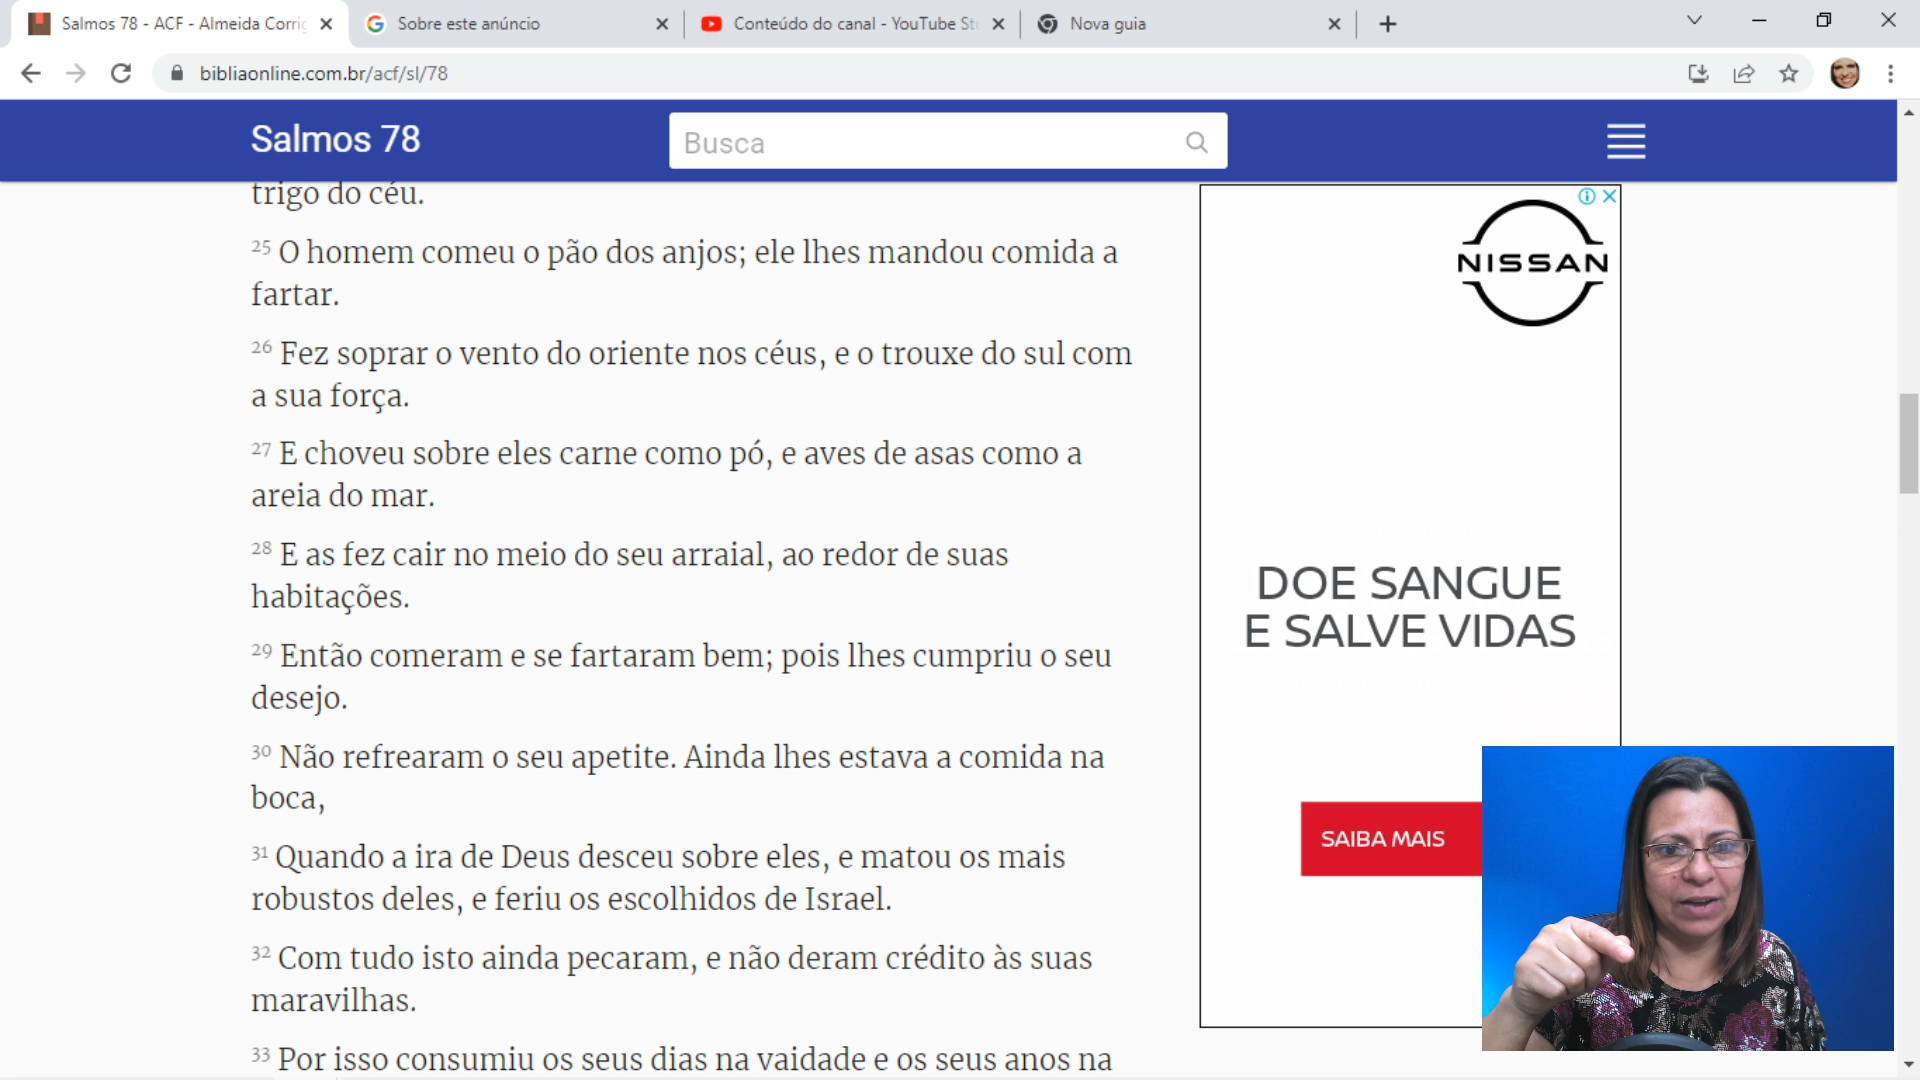 Salmos 78 - ACF - Almeida Corrig
Sobre este anúncio
Conteúdo do canal - YouTube Stu
Nova guia
bibliaonline.com.br/acf/sl/78
Salmos 78
Busca
trigo do céu.
25 O homem comeu o pão dos anjos; ele lhes mandou comida a
fartar.
26 Fez soprar o vento do oriente nos céus, e o trouxe do sul com
a sua força.
27 E choveu sobre eles carne como pó, e aves de asas como a
areia do mar.
28 E as fez cair no meio do seu arraial, ao redor de suas
habitações.
29 Então comeram e se fartaram bem; pois lhes cumpriu o seu
desejo.
30 Não refrearam o seu apetite. Ainda lhes estava a comida na
boca,
31 Quando a ira de Deus desceu sobre eles, e matou os mais
robustos deles, e feriu os escolhidos de Israel.
32 Com tudo isto ainda pecaram, e não deram crédito às suas
maravilhas.
33 Por isso consumiu os seus dias na vaidade e os seus anos na
NISSAN
DOE SANGUE
E SALVE VIDAS
SAIBA MAIS